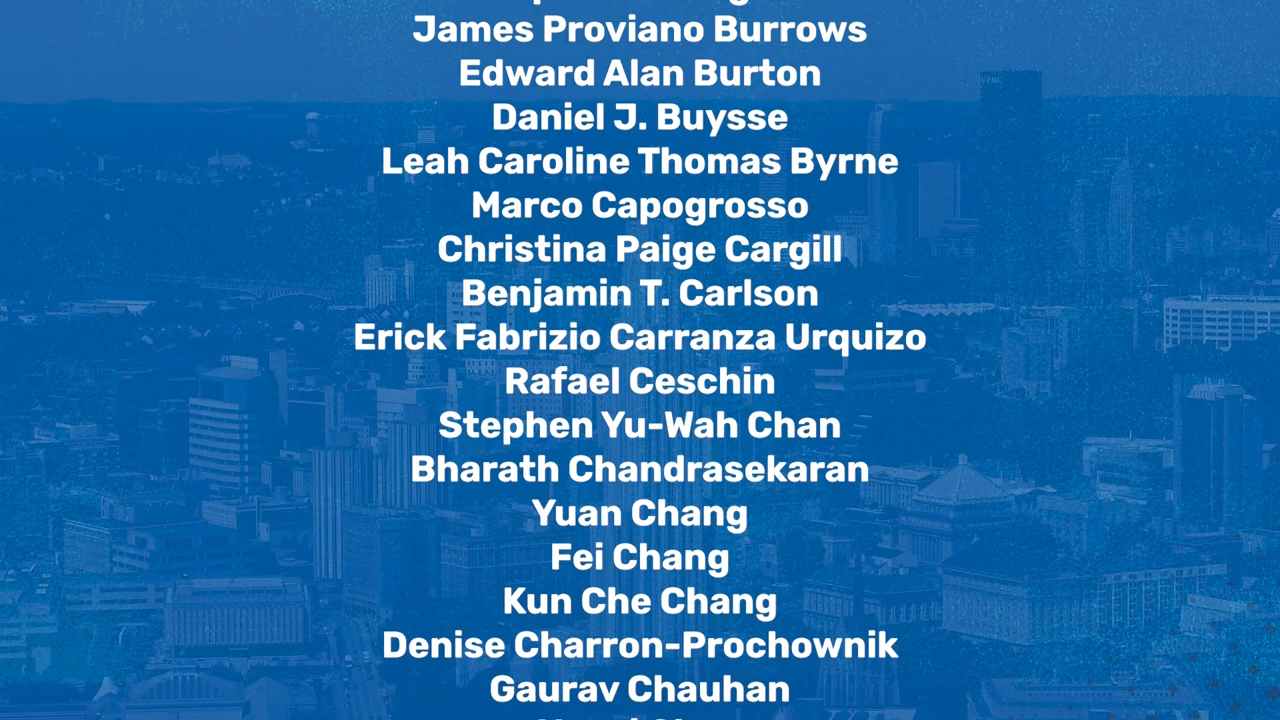 James Proviano Burrows
Edward Alan Burton
Daniel J. Buysse
Leah Caroline Thomas Byrne
Marco Capogrosso
Christina Paige Cargill
Benjamin T. Carlson
Erick Fabrizio Carranza Urquizo
Rafael Ceschin
Stephen Yu-Wah Chan
Bharath Chandrasekaran
Yuan Chang
Fei Chang
Kun Che Chang
Denise Charron-Prochownik
Gaurav Chauhan
UPMC